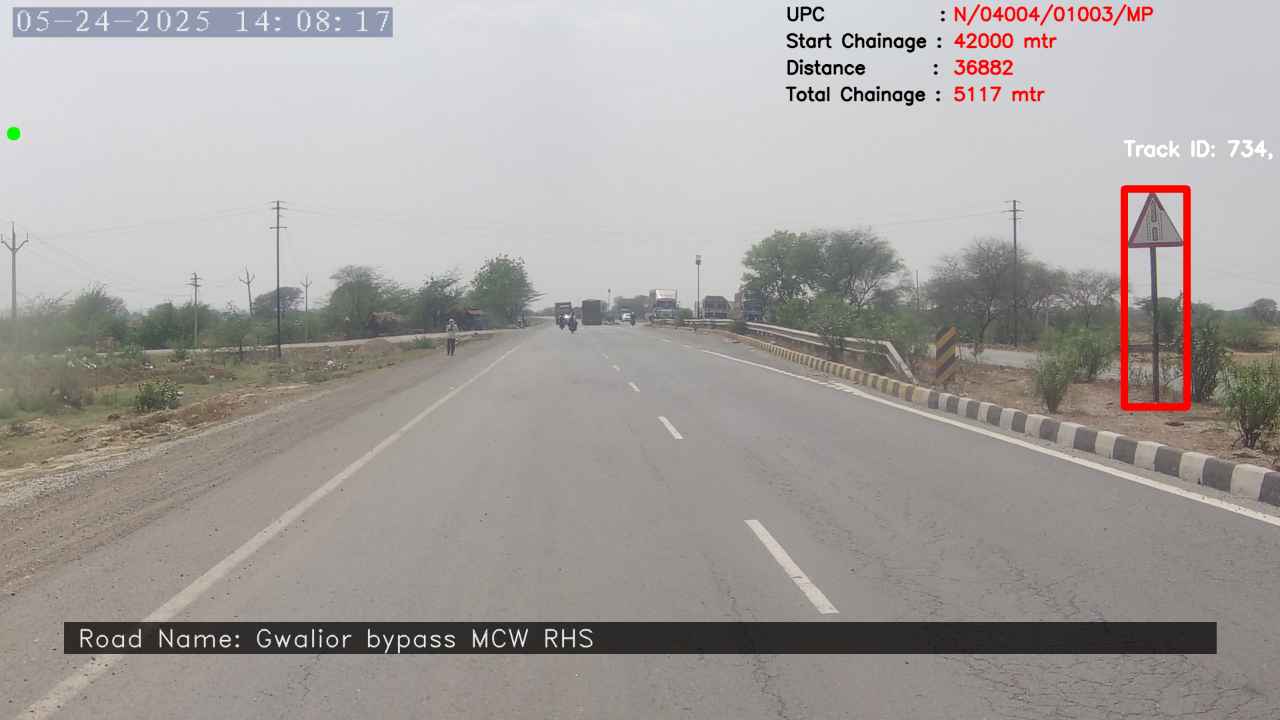 05-24-2025 14:08:17
UPC : N/04004/01003/MP
Start Chainage : 42000 mtr
Distance : 36882
Total Chainage : 5117 mtr
Track ID: 734,
Road Name: Gwalior bypass MCW RHS